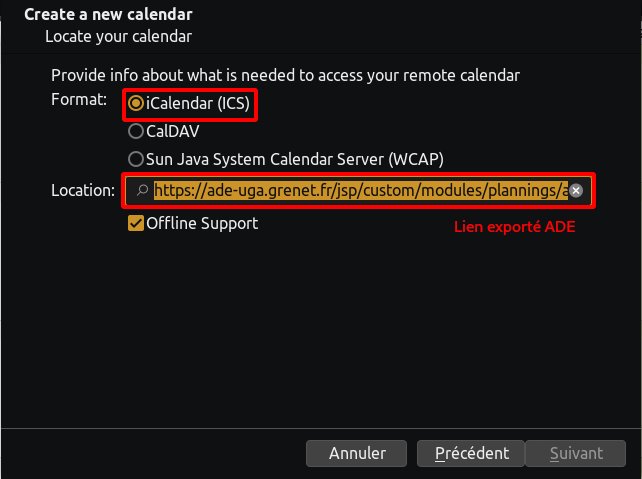 Create a new calendar
Locate your calendar
Provide info about what is needed to access your remote calendar
Format:
iCalendar (ICS)
CalDAV
Sun Java System Calendar Server (WCAP)
Location:
https://ade-uga.grenet.fr/jsp/custom/modules/plannings/a
Offline Support
Lien exporté ADE
Annuler
Précédent
Suivant